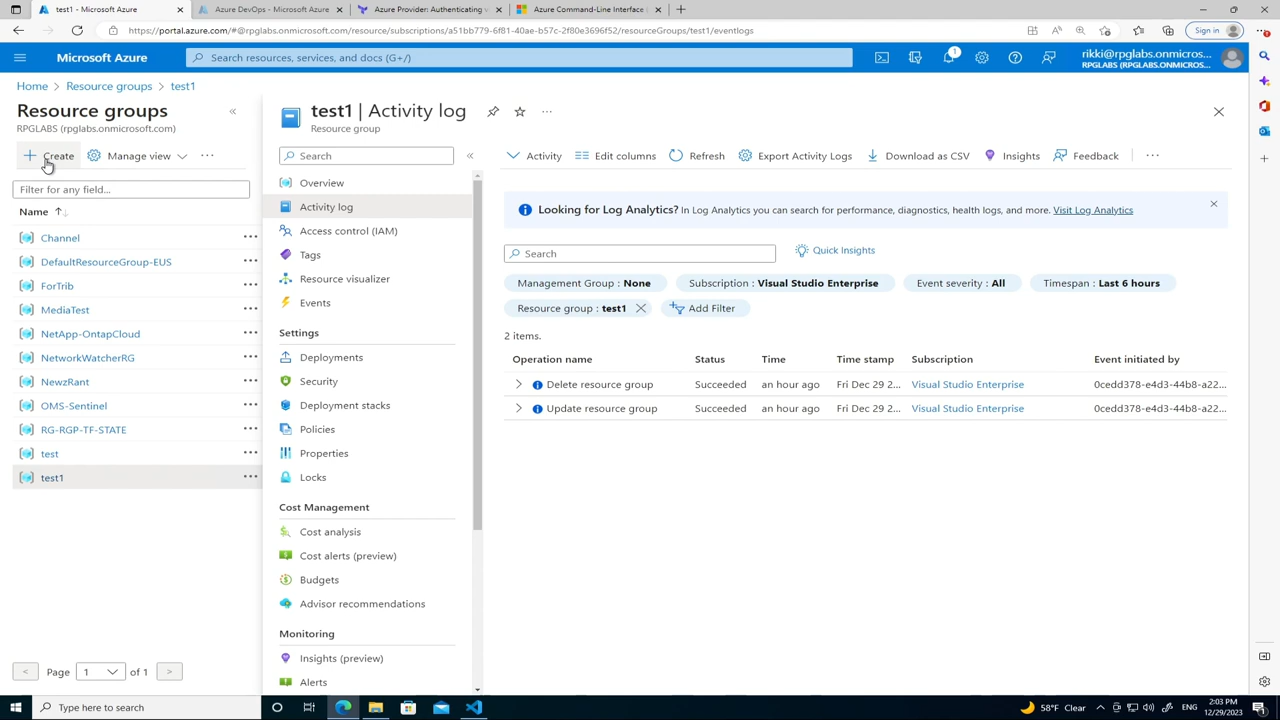 test1 - Microsoft Azure
Azure DevOps - Microsoft Azure
Azure Provider: Authenticating v
Azure Command-Line Interface
https://portal.azure.com/#@rpglabs.onmicrosoft.com/resource/subscriptions/a51bb779-6f81-40ae-b57c-2f80e3696f52/resourceGroups/test1/eventlogs
Sign in
Microsoft Azure
Search resources, services, and docs (G+/)
1
rikki@rpglabs.onmicros...
RPGLABS (RPGLABS.ONMICROSO...
Home > Resource groups > test1
Resource groups
RPGLABS (rpglabs.onmicrosoft.com)
Create
Manage view
Filter for any field...
Name
Channel
DefaultResourceGroup-EUS
ForTrib
MediaTest
NetApp-OntapCloud
NetworkWatcherRG
NewzRant
OMS-Sentinel
RG-RGP-TF-STATE
test
test1
< Page 1 of 1 >
test1 | Activity log
Resource group
Search
Overview
Activity log
Access control (IAM)
Tags
Resource visualizer
Events
Settings
Deployments
Security
Deployment stacks
Policies
Properties
Locks
Cost Management
Cost analysis
Cost alerts (preview)
Budgets
Advisor recommendations
Monitoring
Insights (preview)
Alerts
Activity Edit columns Refresh Export Activity Logs Download as CSV Insights Feedback
Looking for Log Analytics? In Log Analytics you can search for performance, diagnostics, health logs, and more. Visit Log Analytics
Search
Quick Insights
Management Group : None Subscription : Visual Studio Enterprise Event severity : All Timespan : Last 6 hours
Resource group : test1 Add Filter
2 items.
Operation name Status Time Time stamp Subscription Event initiated by
Delete resource group Succeeded an hour ago Fri Dec 29 2... Visual Studio Enterprise 0cedd378-e4d3-44b8-a22...
Update resource group Succeeded an hour ago Fri Dec 29 2... Visual Studio Enterprise 0cedd378-e4d3-44b8-a22...
Type here to search
58°F Clear
2:03 PM
12/29/2023